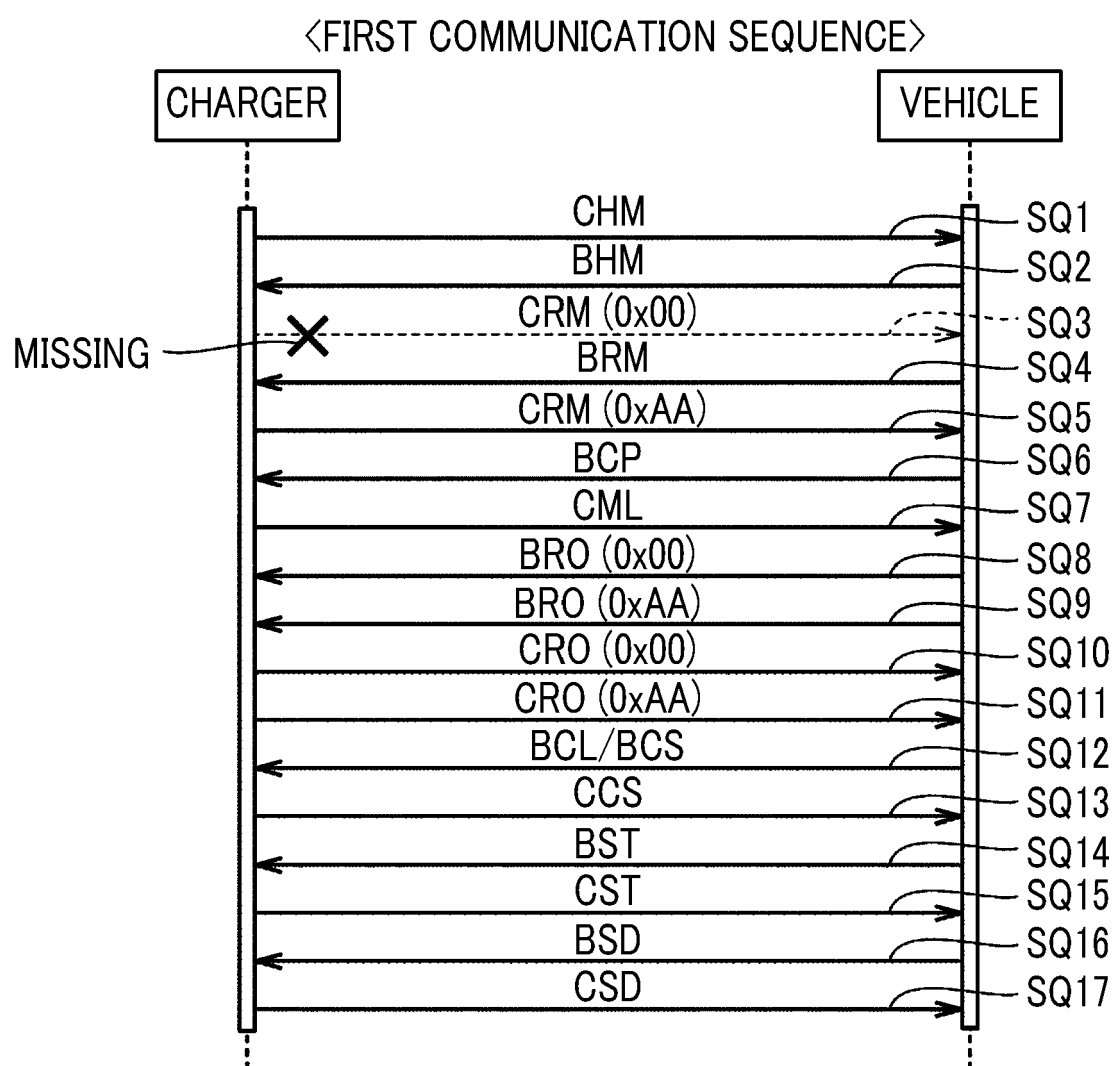 〈FIRST COMMUNICATION SEQUENCE〉
CHARGER
VEHICLE
CHM
SQ1
BHM
SQ2
CRM (0x00)
SQ3
MISSING
BRM
SQ4
CRM (0xAA)
SQ5
BCP
SQ6
CML
SQ7
BRO (0x00)
SQ8
BRO (0xAA)
SQ9
CRO (0x00)
SQ10
CRO (0xAA)
SQ11
BCL/BCS
SQ12
CCS
SQ13
BST
SQ14
CST
SQ15
BSD
SQ16
CSD
SQ17